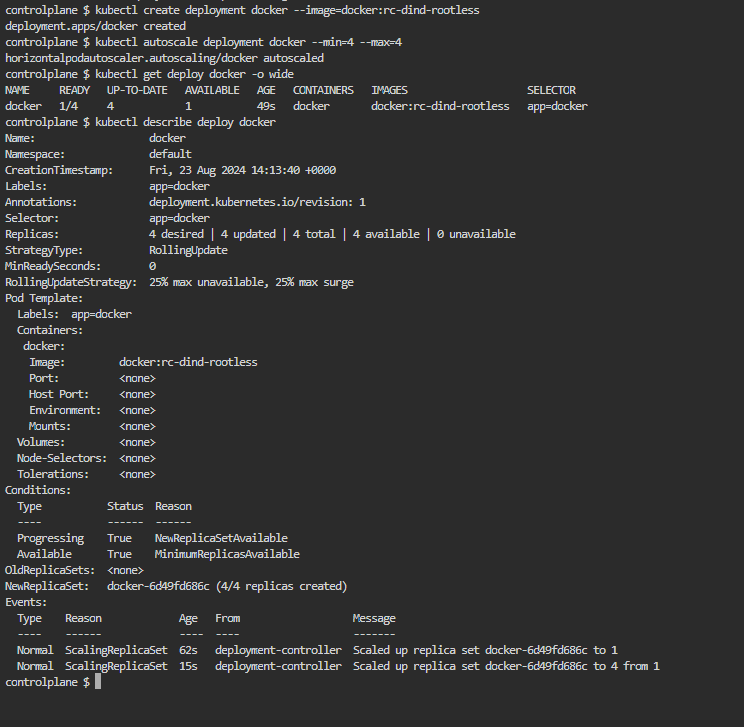 controlplane $ kubectl create deployment docker --image=docker:rc-dind-rootless
deployment.apps/docker created
controlplane $ kubectl autoscale deployment docker --min=4 --max=4
horizontalpodautoscaler.autoscaling/docker autoscaled
controlplane $ kubectl get deploy docker -o wide
NAME     READY   UP-TO-DATE   AVAILABLE   AGE   CONTAINERS   IMAGES                    SELECTOR
docker   1/4     4            1           49s   docker       docker:rc-dind-rootless   app=docker
controlplane $ kubectl describe deploy docker
Name:                   docker
Namespace:              default
CreationTimestamp:      Fri, 23 Aug 2024 14:13:40 +0000
Labels:                 app=docker
Annotations:            deployment.kubernetes.io/revision: 1
Selector:               app=docker
Replicas:               4 desired | 4 updated | 4 total | 4 available | 0 unavailable
StrategyType:           RollingUpdate
MinReadySeconds:        0
RollingUpdateStrategy:  25% max unavailable, 25% max surge
Pod Template:
  Labels:  app=docker
  Containers:
   docker:
    Image:         docker:rc-dind-rootless
    Port:          <none>
    Host Port:     <none>
    Environment:   <none>
    Mounts:        <none>
  Volumes:         <none>
  Node-Selectors:  <none>
  Tolerations:     <none>
Conditions:
  Type           Status  Reason
  ----           ------  ------
  Progressing    True    NewReplicaSetAvailable
  Available      True    MinimumReplicasAvailable
OldReplicaSets:  <none>
NewReplicaSet:   docker-6d49fd686c (4/4 replicas created)
Events:
  Type    Reason             Age   From                   Message
  ----    ------             ----  ----                   -------
  Normal  ScalingReplicaSet  62s   deployment-controller  Scaled up replica set docker-6d49fd686c to 1
  Normal  ScalingReplicaSet  15s   deployment-controller  Scaled up replica set docker-6d49fd686c to 4 from 1
controlplane $